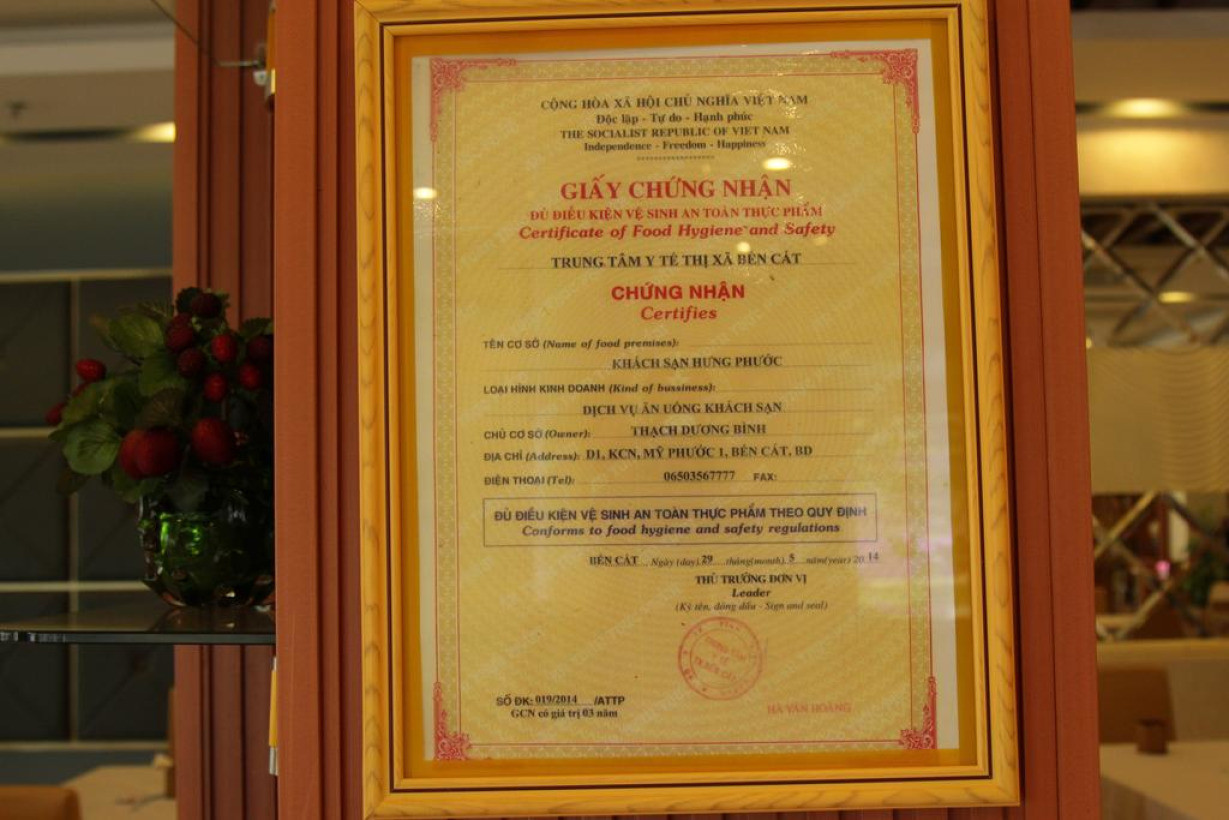 CỘNG HÒA XÃ HỘI CHỦ NGHĨA VIỆT NAM
Độc lập - Tự do - Hạnh phúc
THE SOCIALIST REPUBLIC OF VIET NAM
Independence - Freedom - Happiness
GIẤY CHỨNG NHẬN
ĐỦ ĐIỀU KIỆN VỆ SINH AN TOÀN THỰC PHẨM
Certificate of Food Hygiene and Safety
TRUNG TÂM Y TẾ THỊ XÃ BẾN CÁT
CHỨNG NHẬN
Certifies
TÊN CƠ SỞ (Name of food premises):
KHÁCH SẠN HƯNG PHƯỚC
LOẠI HÌNH KINH DOANH (Kind of bussiness):
DỊCH VỤ ĂN UỐNG KHÁCH SẠN
CHỦ CƠ SỞ (Owner): THẠCH DƯƠNG BÌNH
ĐỊA CHỈ (Address): D1, KCN, MỸ PHƯỚC 1, BẾN CÁT, BD
ĐIỆN THOẠI (Tel): 06503567777 FAX:
ĐỦ ĐIỀU KIỆN VỆ SINH AN TOÀN THỰC PHẨM THEO QUY ĐỊNH
Conforms to food hygiene and safety regulations
BẾN CÁT, Ngày (day) 29 tháng(month) 5 năm(year) 2014
THỦ TRƯỞNG ĐƠN VỊ
Leader
(Ký tên, đóng dấu - Sign and seal)
SỐ ĐK: 019/2014 /ATTP
GCN có giá trị 03 năm
HÀ VĂN HOÀNG